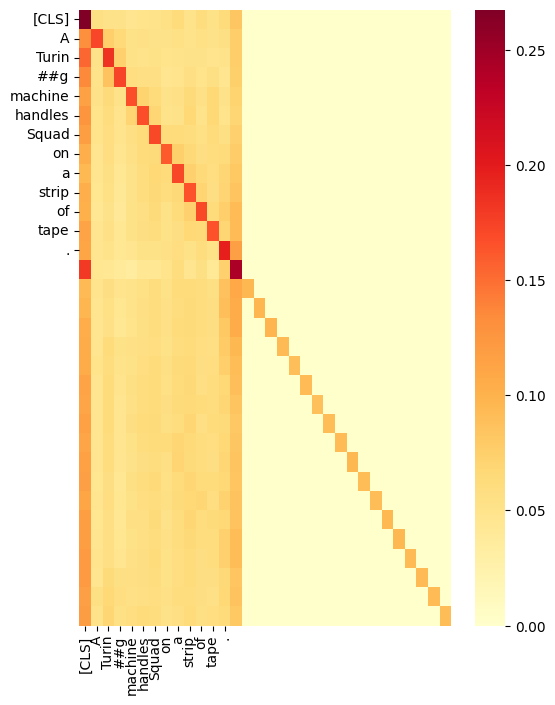 [CLS]
A
Turin
##g
machine
handles
Squad
on
a
strip
of
tape
.
0.25
0.20
0.15
0.10
0.05
0.00
[CLS]
A
Turin
##g
machine
handles
Squad
on
a
strip
of
tape
.